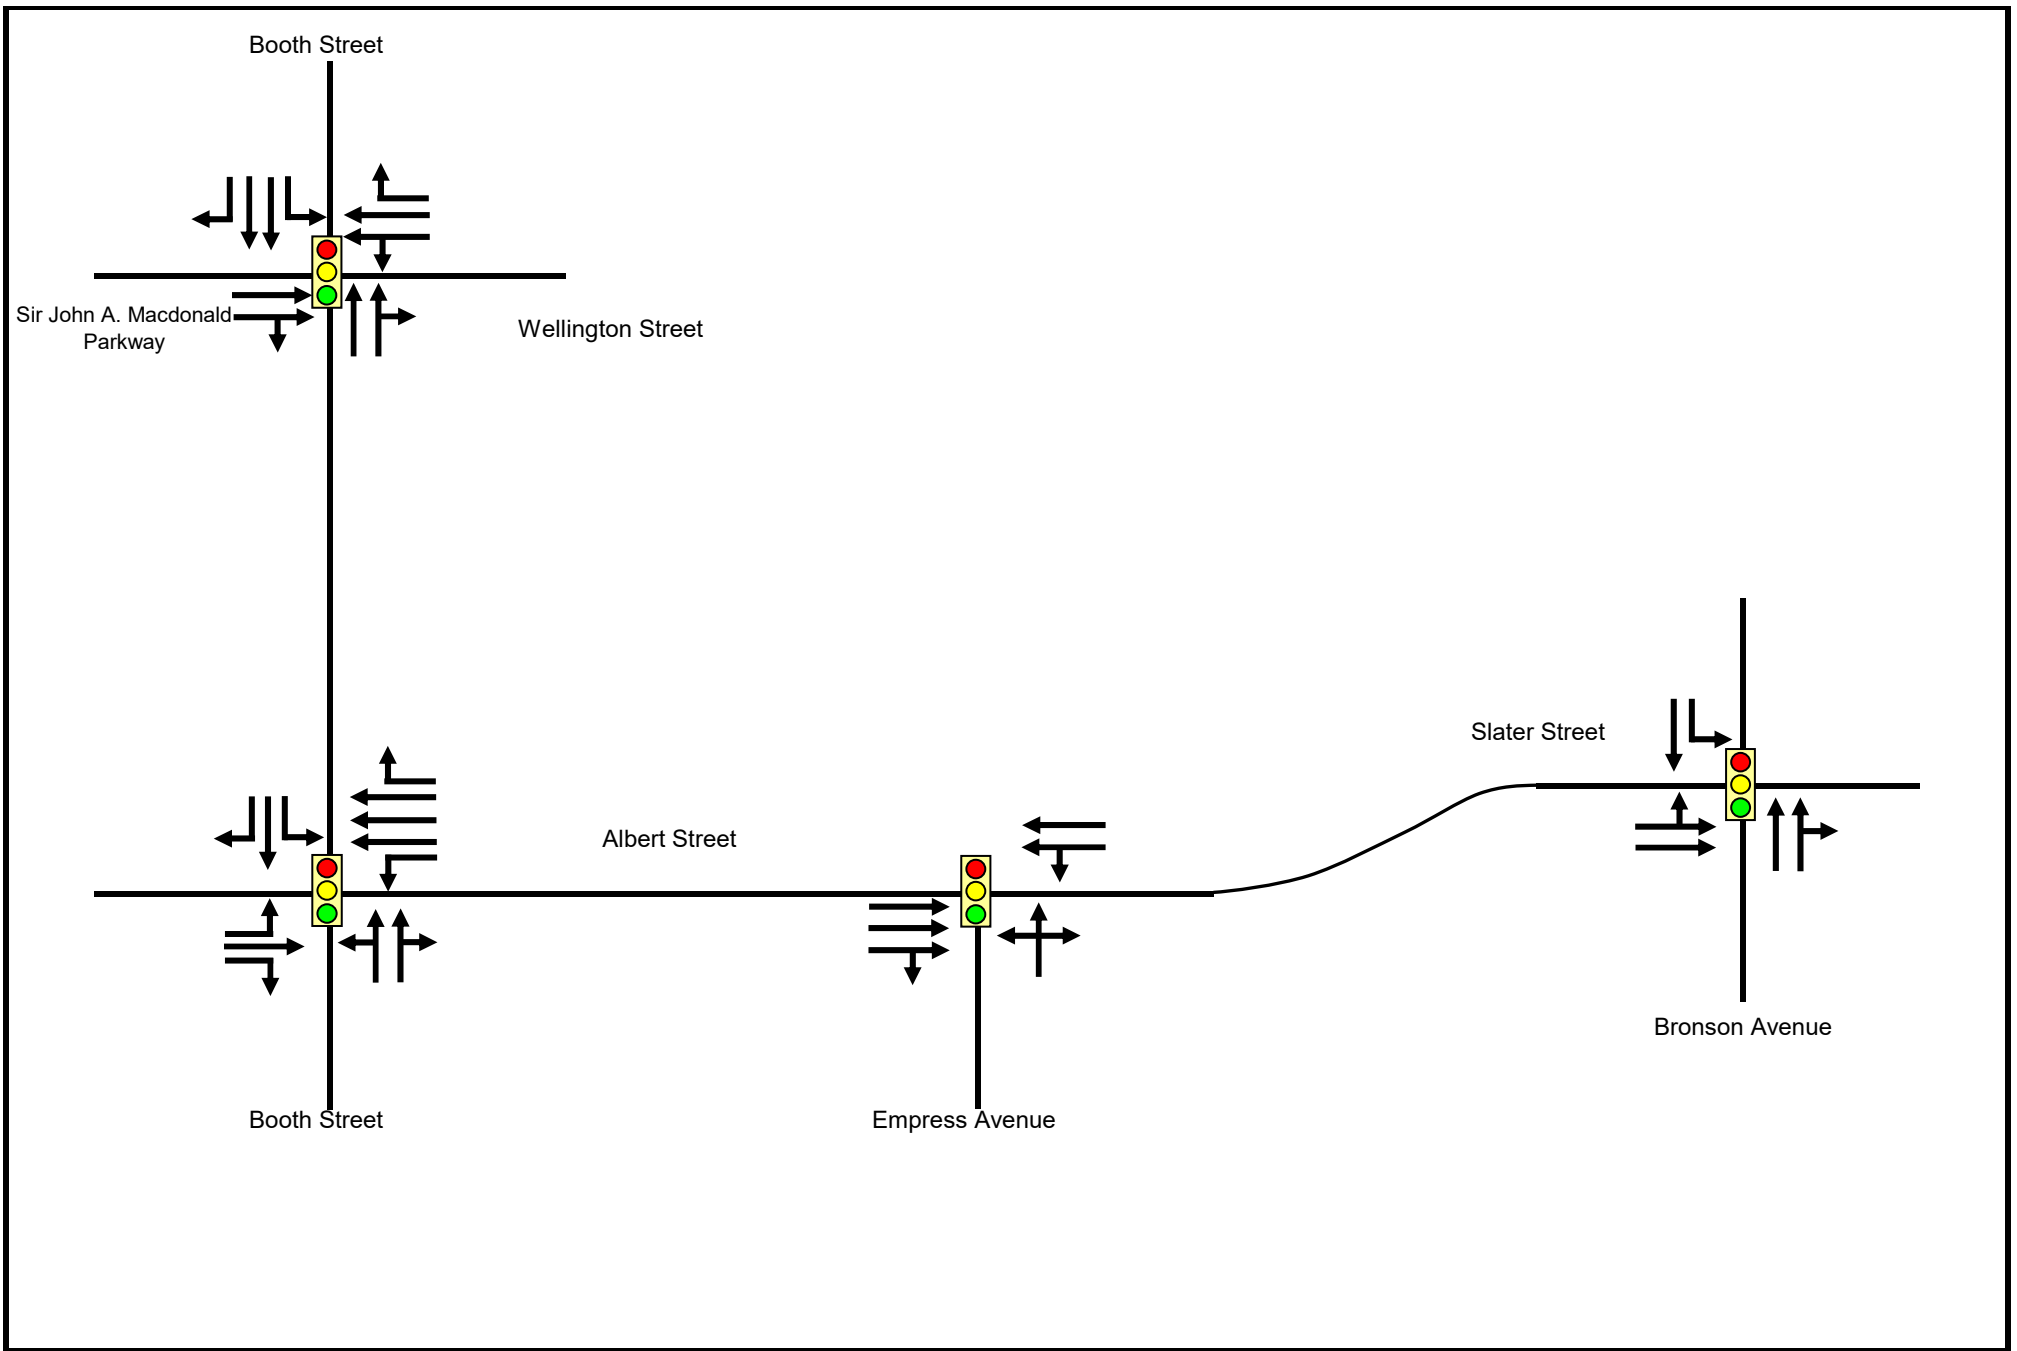 Booth Street
Sir John A. Macdonald
Parkway
Wellington Street
Slater Street
Albert Street
Bronson Avenue
Booth Street
Empress Avenue